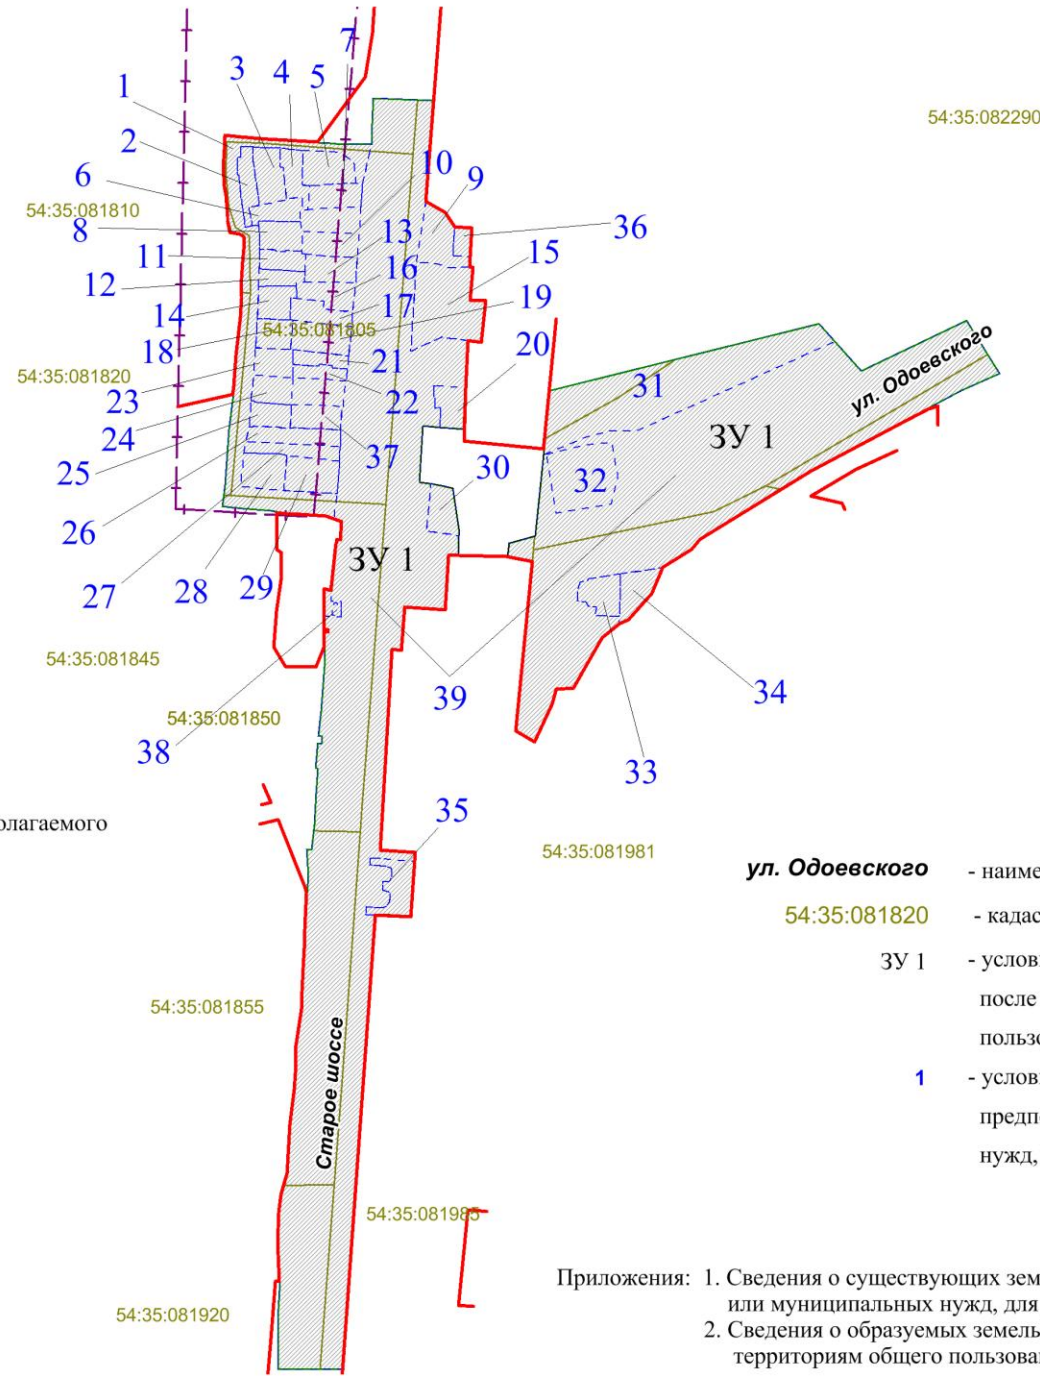 7
3 4 5
1
54:35:082290
2
10
6
9
54:35:081810
36
8
13
11
15
16
12
19
14
17
54:35:081805
18
20
ул. Одоевского
21
54:35:081820
31
23
22
24
ЗУ 1
37
25
30
32
26
ЗУ 1
27
28
29
54:35:081845
39
34
54:35:081850
38
33
35
олагаемого
54:35:081981
ул. Одоевского - наиме
54:35:081820 - кадас
ЗУ 1 - услов
после
54:35:081855
пользо
Старое шоссе
1 - услов
предпо
нужд,
54:35:081985
Приложения: 1. Сведения о существующих зем
или муниципальных нужд, для
54:35:081920
2. Сведения о образуемых земель
территориям общего пользова